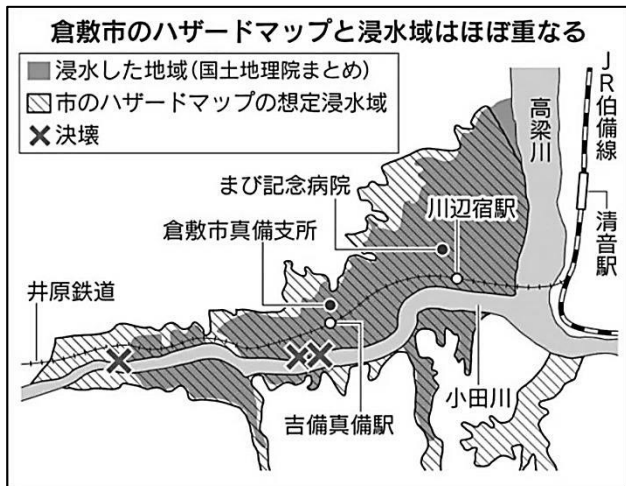 倉敷市のハザードマップと浸水域はほぼ重なる
浸水した地域(国土地理院まとめ)
市のハザードマップの想定浸水域
決壊
JR伯備線
高梁川
清音駅
まび記念病院
川辺宿駅
倉敷市真備支所
井原鉄道
小田川
吉備真備駅